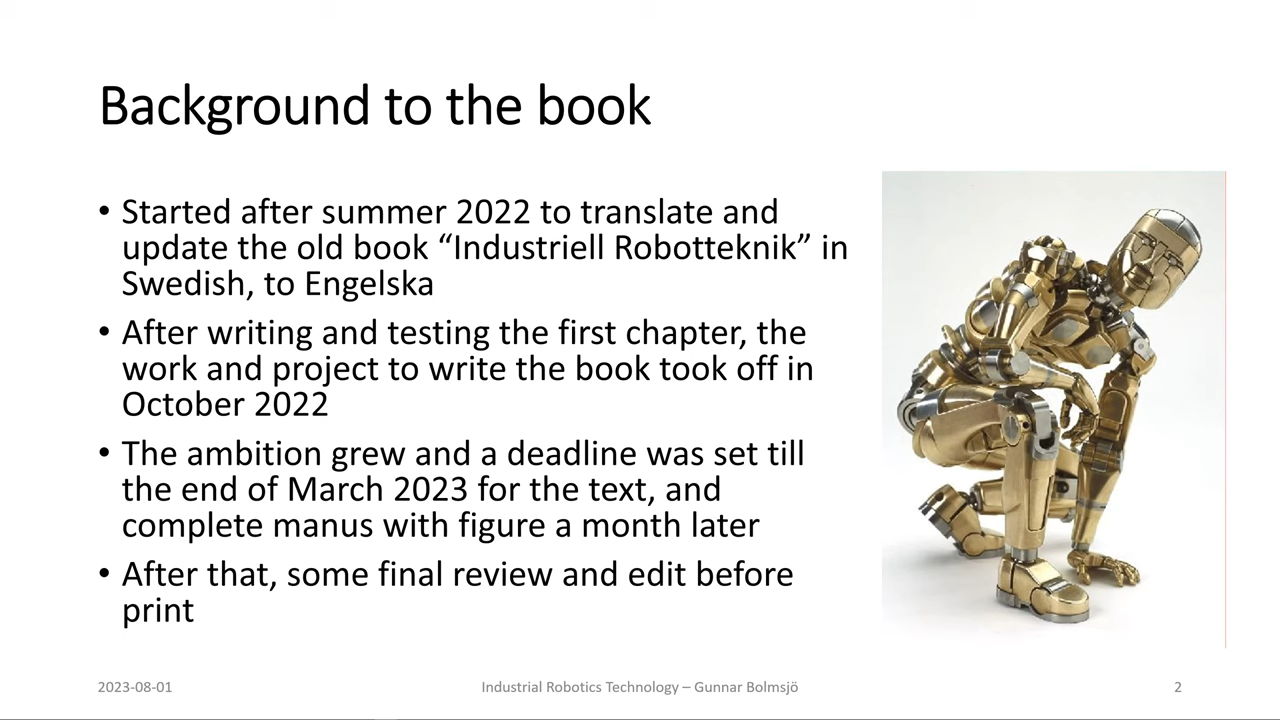 Background to the book
• Started after summer 2022 to translate and
update the old book “Industriell Robotteknik” in
Swedish, to Engelska
• After writing and testing the first chapter, the
work and project to write the book took off in
October 2022
• The ambition grew and a deadline was set till
the end of March 2023 for the text, and
complete manus with figure a month later
• After that, some final review and edit before
print
2023-08-01
Industrial Robotics Technology – Gunnar Bolmsjö
2